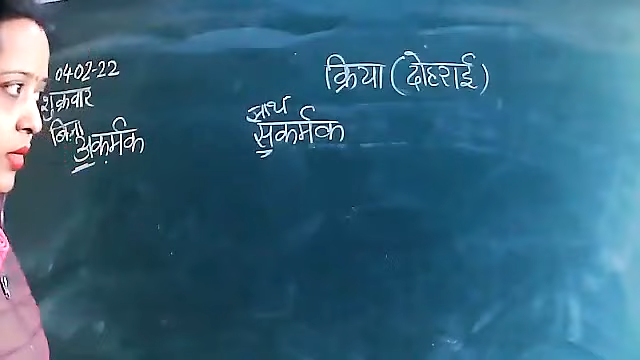 04-02-22
क्रिया (दोहराई)
शुक्रवार
बिना
साथ
अकर्मक
सकर्मक